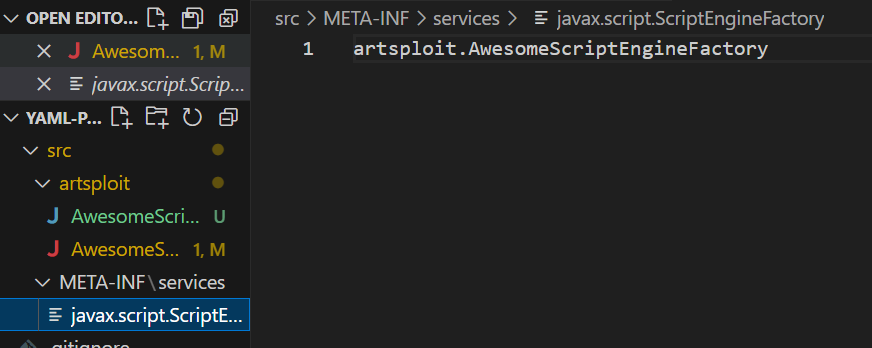 OPEN EDITO...
J Awesom... 1, M
javax.script.Scrip...
YAML-P...
src
artsploit
J AwesomeScri... U
J AwesomeS... 1, M
META-INF\services
javax.script.ScriptE...
.gitignore
src > META-INF > services > javax.script.ScriptEngineFactory
1 artsploit.AwesomeScriptEngineFactory